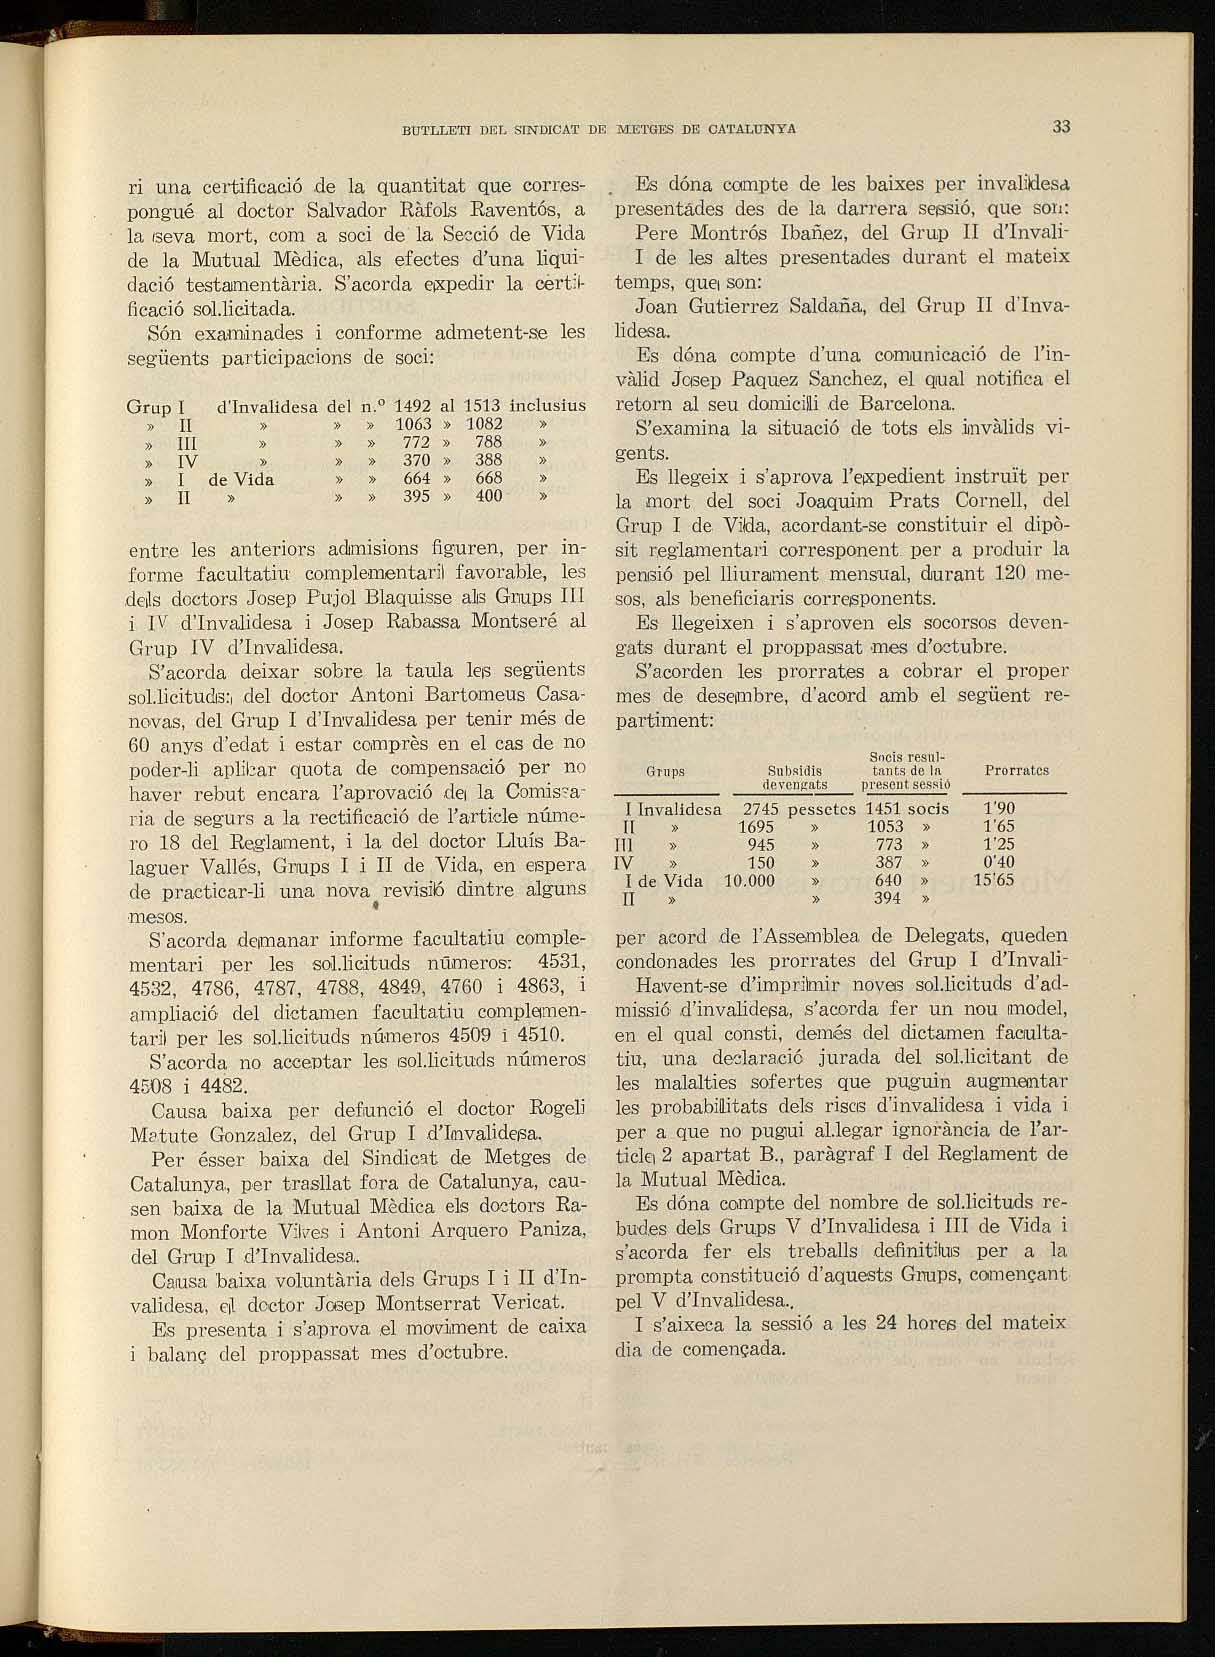 BUTLLETI DEL SINDICAT DE METGES DE CATALUNYA 33
ri una certificació de la quantitat que corres-
pongué al doctor Salvador Ràfols Raventós, a
la seva mort, com a soci de la Secció de Vida
de la Mutual Mèdica, als efectes d'una liqui-
dació testamentària. S'acorda expedir la certi-
ficació sol.licitada.
Són examinades i conforme admetent-se les
següents participacions de soci:
Grup I d'Invalidesa del n.º 1492 al 1513 inclusius
» II » » » 1063 » 1082 »
» III » » » 772 » 788 »
» IV » » » 370 » 388 »
» I de Vida » » 664 » 668 »
» II » » » 395 » 400 »
entre les anteriors admisions figuren, per in-
forme facultatiu complementari favorable, les
dels doctors Josep Pujol Blaquisse als Grups III
i IV d'Invalidesa i Josep Rabassa Montseré al
Grup IV d'Invalidesa.
S'acorda deixar sobre la taula les següents
sol.licituds: del doctor Antoni Bartomeus Casa-
novas, del Grup I d'Invalidesa per tenir més de
60 anys d'edat i estar comprès en el cas de no
poder-li aplicar quota de compensació per no
haver rebut encara l'aprovació de la Comissa-
ria de segurs a la rectificació de l'article núme-
ro 18 del Reglament, i la del doctor Lluís Ba-
laguer Vallés, Grups I i II de Vida, en espera
de practicar-li una nova revisió dintre alguns
mesos.
S'acorda demanar informe facultatiu comple-
mentari per les sol.licituds números: 4531,
4532, 4786, 4787, 4788, 4849, 4760 i 4863, i
ampliació del dictamen facultatiu complemen-
tari per les sol.licituds números 4509 i 4510.
S'acorda no acceptar les sol.licituds números
4508 i 4482.
Causa baixa per defunció el doctor Rogeli
Matute Gonzalez, del Grup I d'Invalidesa.
Per ésser baixa del Sindicat de Metges de
Catalunya, per trasllat fora de Catalunya, cau-
sen baixa de la Mutual Mèdica els doctors Ra-
mon Monforte Vilves i Antoni Arquero Paniza,
del Grup I d'Invalidesa.
Causa baixa voluntària dels Grups I i II d'In-
validesa, el doctor Josep Montserrat Vericat.
Es presenta i s'aprova el moviment de caixa
i balanç del proppassat mes d'octubre.
Es dóna compte de les baixes per invalidesa
presentades des de la darrera sessió, que son:
Pere Montrós Ibañez, del Grup II d'Invali-
I de les altes presentades durant el mateix
temps, que son:
Joan Gutierrez Saldaña, del Grup II d'Inva-
lidesa.
Es dóna compte d'una comunicació de l'in-
vàlid Josep Paquez Sanchez, el qual notifica el
retorn al seu domicili de Barcelona.
S'examina la situació de tots els invàlids vi-
gents.
Es llegeix i s'aprova l'expedient instruït per
la mort del soci Joaquim Prats Cornell, del
Grup I de Vida, acordant-se constituir el dipò-
sit reglamentari corresponent per a produir la
pensió pel lliurament mensual, durant 120 me-
sos, als beneficiaris corresponents.
Es llegeixen i s'aproven els socorsos deven-
gats durant el proppassat mes d'octubre.
S'acorden les prorrates a cobrar el proper
mes de desembre, d'acord amb el següent re-
partiment:
Grups Subsidis devengats Socis resul-tants de la present sessió Prorrates
I Invalidesa 2745 pessetes 1451 socis 1'90
II » 1695 » 1053 » 1'65
III » 945 » 773 » 1'25
IV » 150 » 387 » 0'40
I de Vida 10.000 » 640 » 15'65
II » » 394 »
per acord de l'Assemblea de Delegats, queden
condonades les prorrates del Grup I d'Invali-
Havent-se d'imprimir noves sol.licituds d'ad-
missió d'invalidesa, s'acorda fer un nou model,
en el qual consti, demés del dictamen faculta-
tiu, una declaració jurada del sol.licitant de
les malalties sofertes que puguin augmentar
les probabilitats dels riscs d'invalidesa i vida i
per a que no pugui al.legar ignorància de l'ar-
ticle 2 apartat B., paràgraf I del Reglament de
la Mutual Mèdica.
Es dóna compte del nombre de sol.licituds re-
budes dels Grups V d'Invalidesa i III de Vida i
s'acorda fer els treballs definitius per a la
prompta constitució d'aquests Grups, començant
pel V d'Invalidesa.
I s'aixeca la sessió a les 24 hores del mateix
dia de començada.